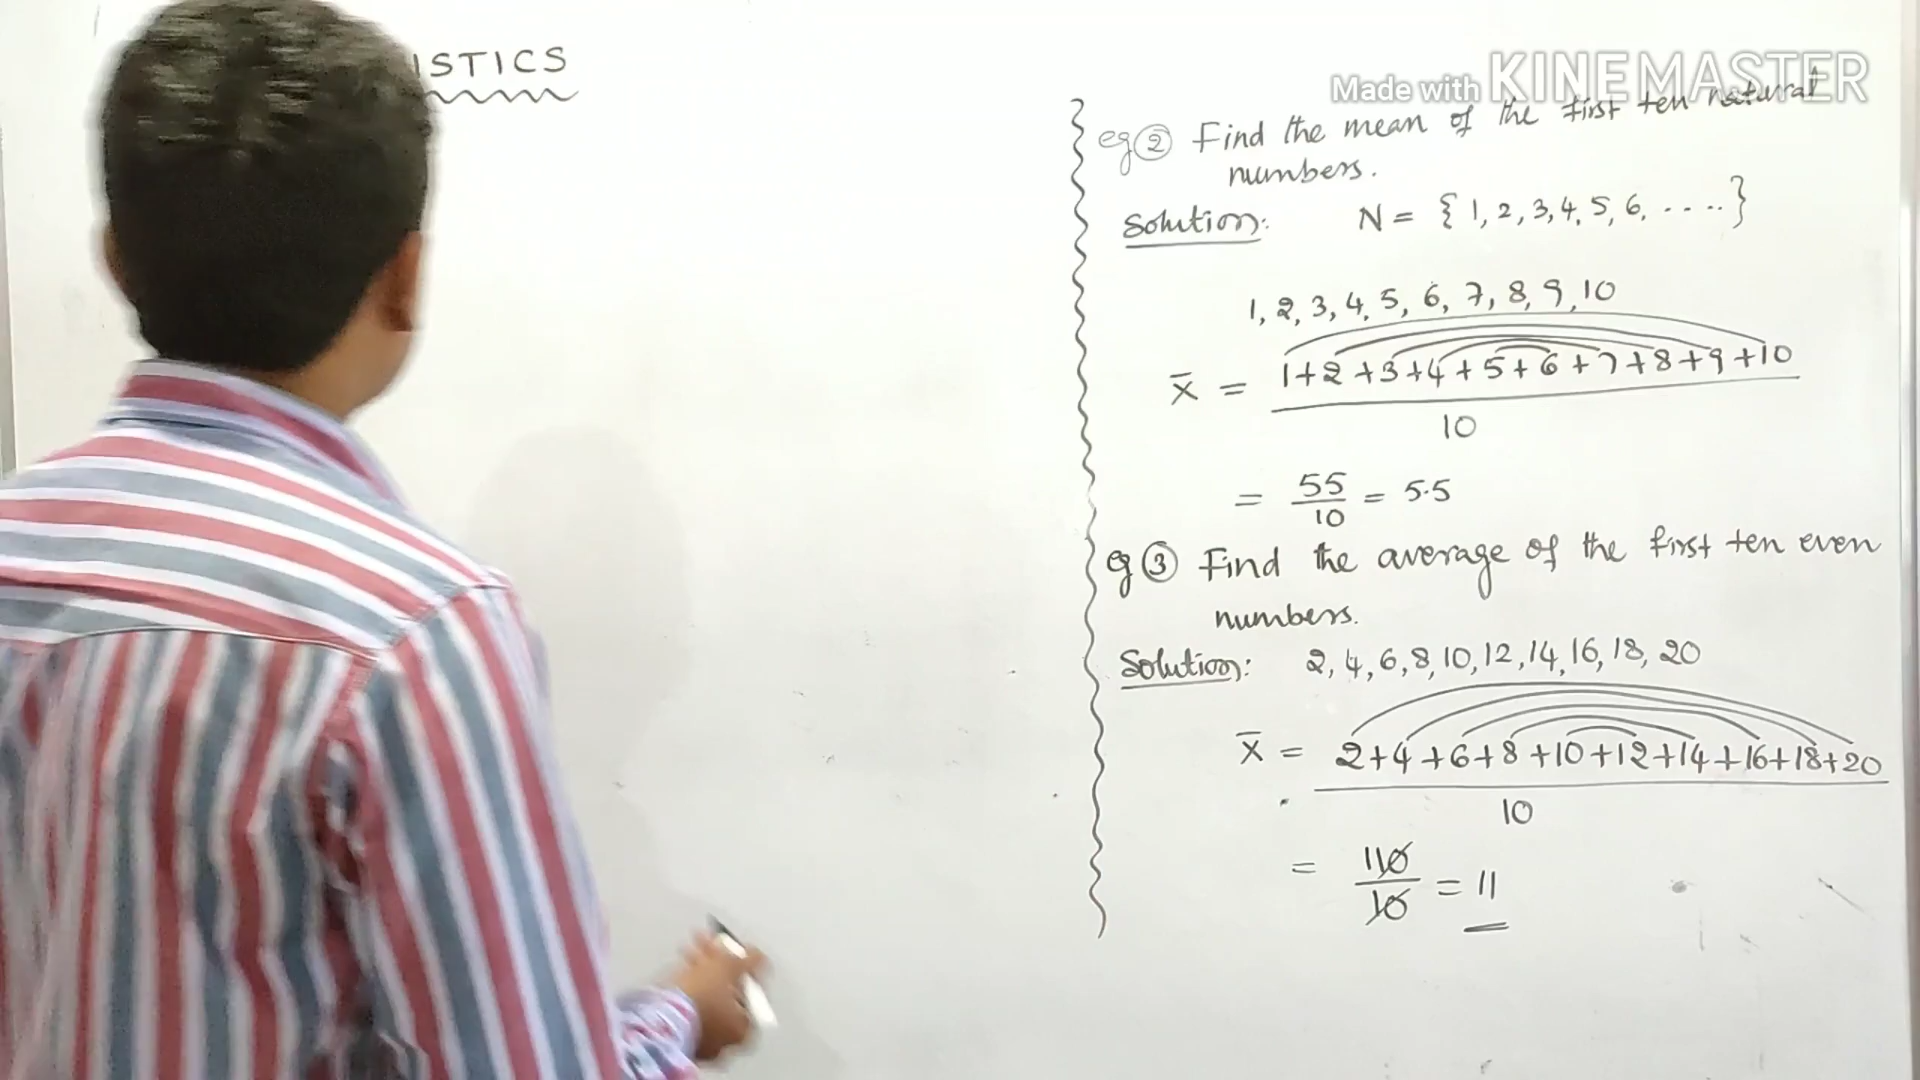 ISTICS
Made with KINEMASTER
eg ② Find the mean of the first ten natural
numbers.
Solution: N = { 1, 2, 3, 4, 5, 6, ..... }
1, 2, 3, 4, 5, 6, 7, 8, 9, 10
x̄ = 1+2+3+4+5+6+7+8+9+10
10
= 55/10 = 5.5
eg ③ Find the average of the first ten even
numbers.
Solution: 2, 4, 6, 8, 10, 12, 14, 16, 18, 20
x̄ = 2+4+6+8+10+12+14+16+18+20
10
= 110/10 = 11